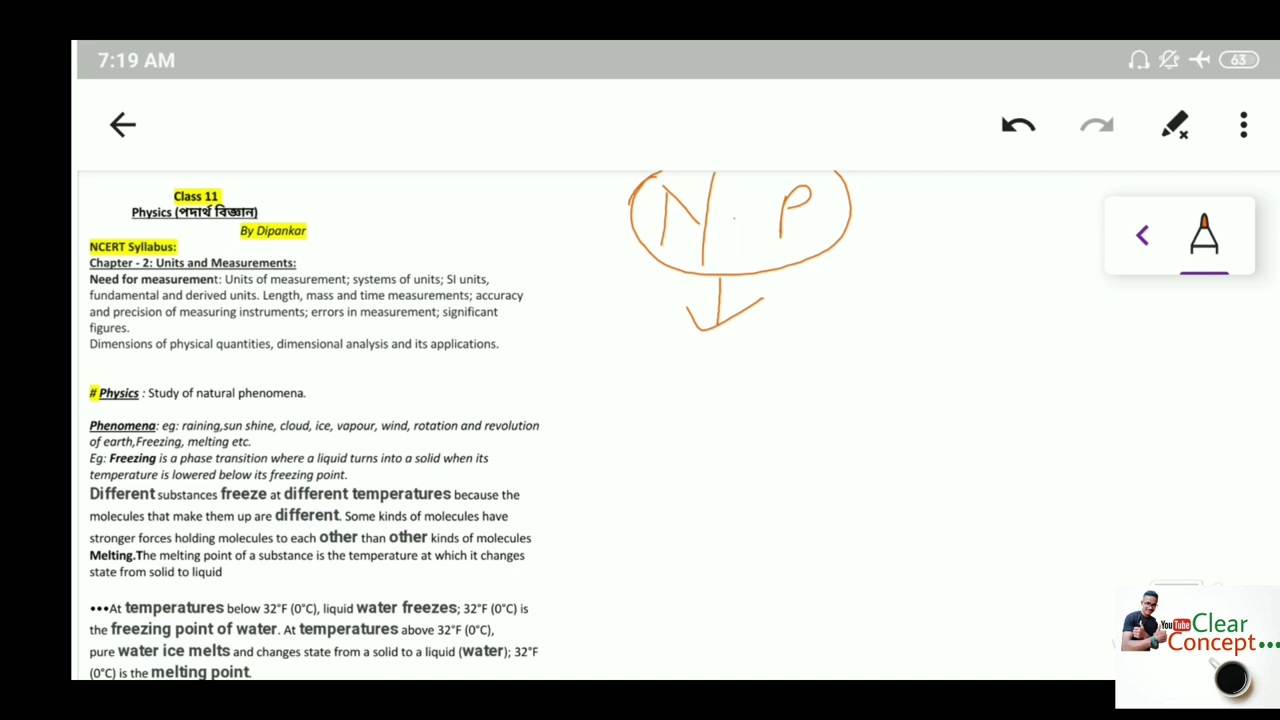 7:19 AM
63
N P
Class 11
Physics (পদার্থ বিজ্ঞান)
By Dipankar
NCERT Syllabus:
Chapter - 2: Units and Measurements:
Need for measurement: Units of measurement; systems of units; SI units,
fundamental and derived units. Length, mass and time measurements; accuracy
and precision of measuring instruments; errors in measurement; significant
figures.
Dimensions of physical quantities, dimensional analysis and its applications.
# Physics : Study of natural phenomena.
Phenomena: eg: raining,sun shine, cloud, ice, vapour, wind, rotation and revolution
of earth,Freezing, melting etc.
Eg: Freezing is a phase transition where a liquid turns into a solid when its
temperature is lowered below its freezing point.
Different substances freeze at different temperatures because the
molecules that make them up are different. Some kinds of molecules have
stronger forces holding molecules to each other than other kinds of molecules
Melting.The melting point of a substance is the temperature at which it changes
state from solid to liquid
•••At temperatures below 32°F (0°C), liquid water freezes; 32°F (0°C) is
the freezing point of water. At temperatures above 32°F (0°C),
pure water ice melts and changes state from a solid to a liquid (water); 32°F
(0°C) is the melting point.
YouTube Clear
Concept•••